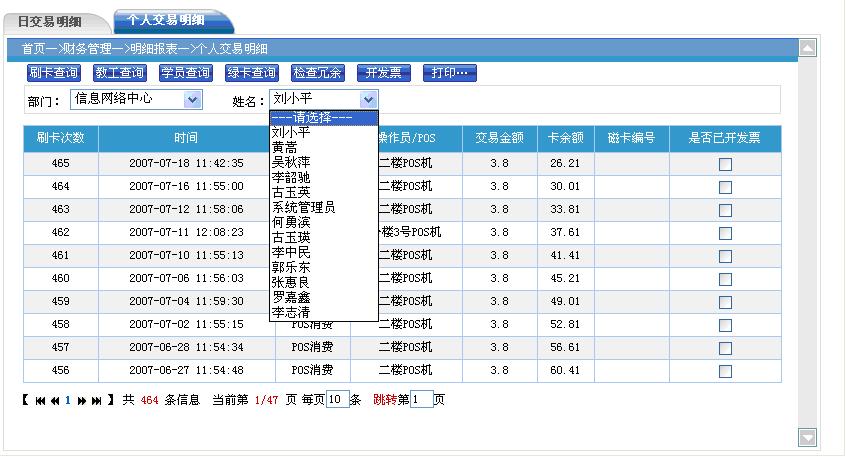 日交易明细 个人交易明细
首页—>财务管理—>明细报表—>个人交易明细
刷卡查询 教工查询 学员查询 绿卡查询 检查冗余 开发票 打印…
部门： 信息网络中心 姓名： 刘小平
---请选择---
刘小平
黄嵩
吴秋萍
李韶驰
古玉英
系统管理员
何勇滨
古玉瑛
李中民
郭乐东
张惠良
罗嘉鑫
李志清
刷卡次数 时间 操作员/POS 交易金额 卡余额 磁卡编号 是否已开发票
465 2007-07-18 11:42:35 二楼POS机 3.8 26.21
464 2007-07-16 11:55:00 二楼POS机 3.8 30.01
463 2007-07-12 11:58:06 二楼POS机 3.8 33.81
462 2007-07-11 12:08:23 楼3号POS机 3.8 37.61
461 2007-07-10 11:55:13 二楼POS机 3.8 41.41
460 2007-07-06 11:56:03 二楼POS机 3.8 45.21
459 2007-07-04 11:59:30 二楼POS机 3.8 49.01
458 2007-07-02 11:55:15 POS消费 二楼POS机 3.8 52.81
457 2007-06-28 11:54:34 POS消费 二楼POS机 3.8 56.61
456 2007-06-27 11:54:48 POS消费 二楼POS机 3.8 60.41
【 1 】 共 464 条信息 当前第 1/47 页 每页 10 条 跳转第 1 页